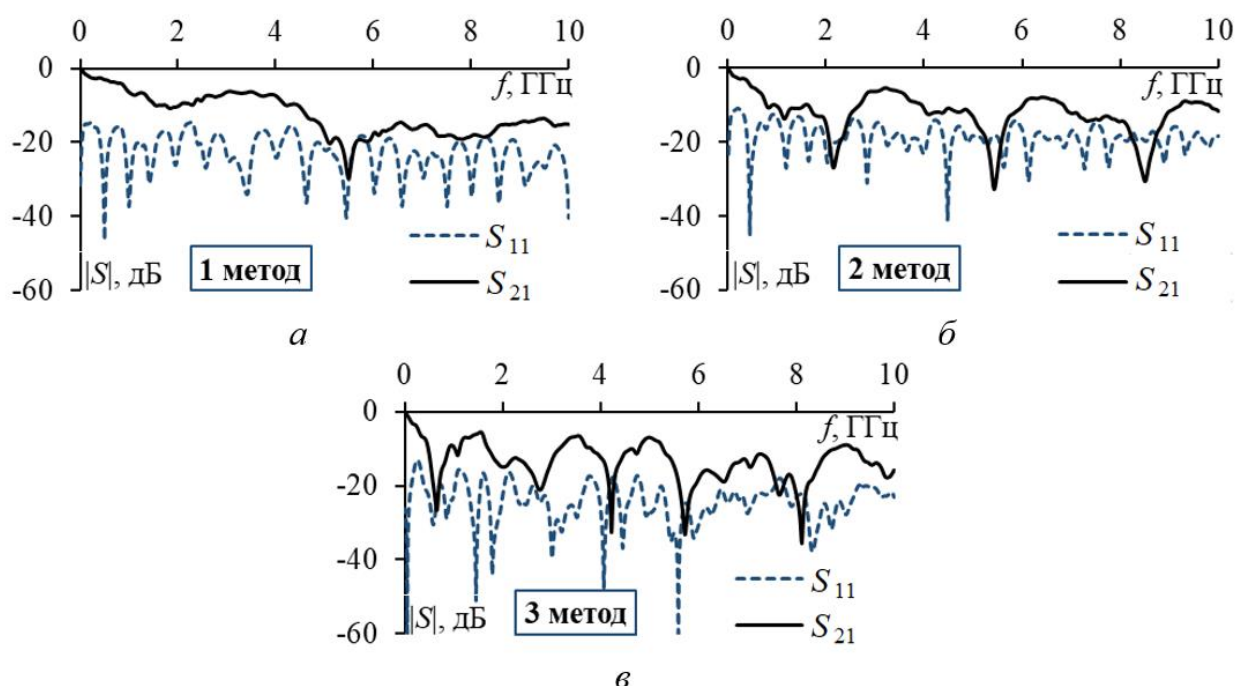 0 2 4 6 8 10
0
-20
-40
-60
f, ГГц
|S|, дБ
1 метод
S11
S21
а
0 2 4 6 8 10
0
-20
-40
-60
f, ГГц
|S|, дБ
2 метод
S11
S21
б
0 2 4 6 8 10
0
-20
-40
-60
f, ГГц
|S|, дБ
3 метод
S11
S21
в